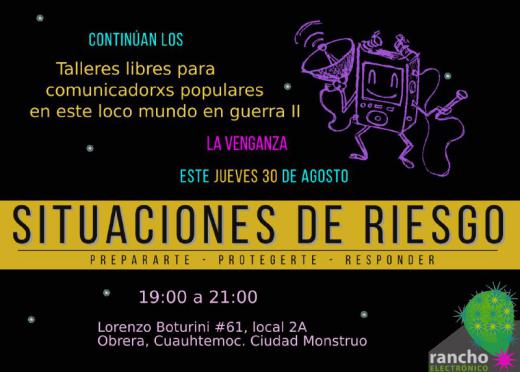 CONTINÚAN LOS
Talleres libres para
comunicadorxs populares
en este loco mundo en guerra II
LA VENGANZA
ESTE JUEVES 30 DE AGOSTO
SITUACIONES DE RIESGO
PREPARARTE - PROTEGERTE - RESPONDER
19:00 a 21:00
Lorenzo Boturini #61, local 2A
Obrera, Cuauhtemoc. Ciudad Monstruo
rancho
ELECTRÓNICO